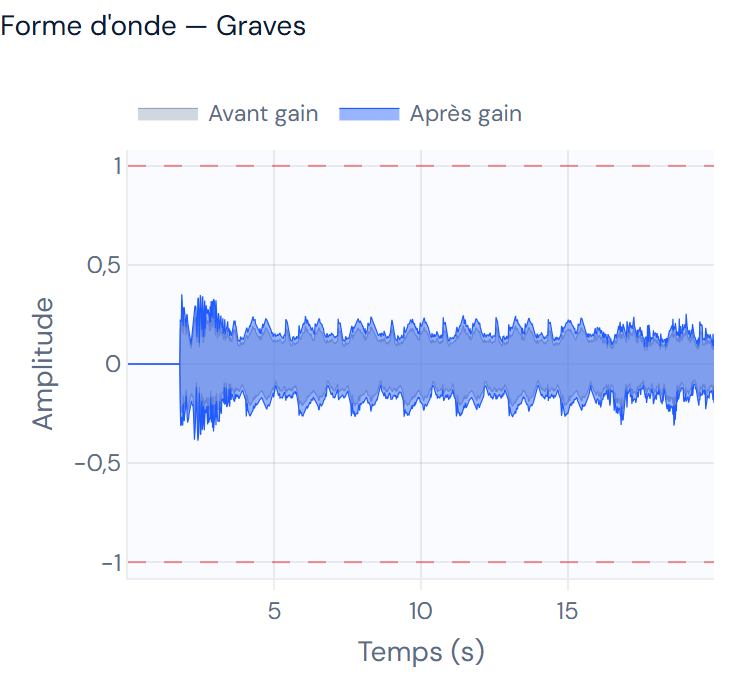 Forme d'onde — Graves
Avant gain
Après gain
1
0,5
0
−0,5
−1
Amplitude
5
10
15
Temps (s)